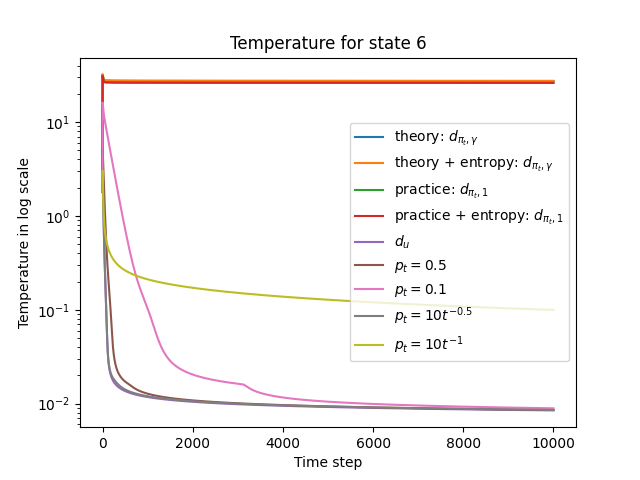 Temperature for state 6
Temperature in log scale
10¹
10⁰
10⁻¹
10⁻²
theory: d_{π_t,γ}
theory + entropy: d_{π_t,γ}
practice: d_{π_t,1}
practice + entropy: d_{π_t,1}
d_u
p_t = 0.5
p_t = 0.1
p_t = 10t^{-0.5}
p_t = 10t^{-1}
0 2000 4000 6000 8000 10000
Time step